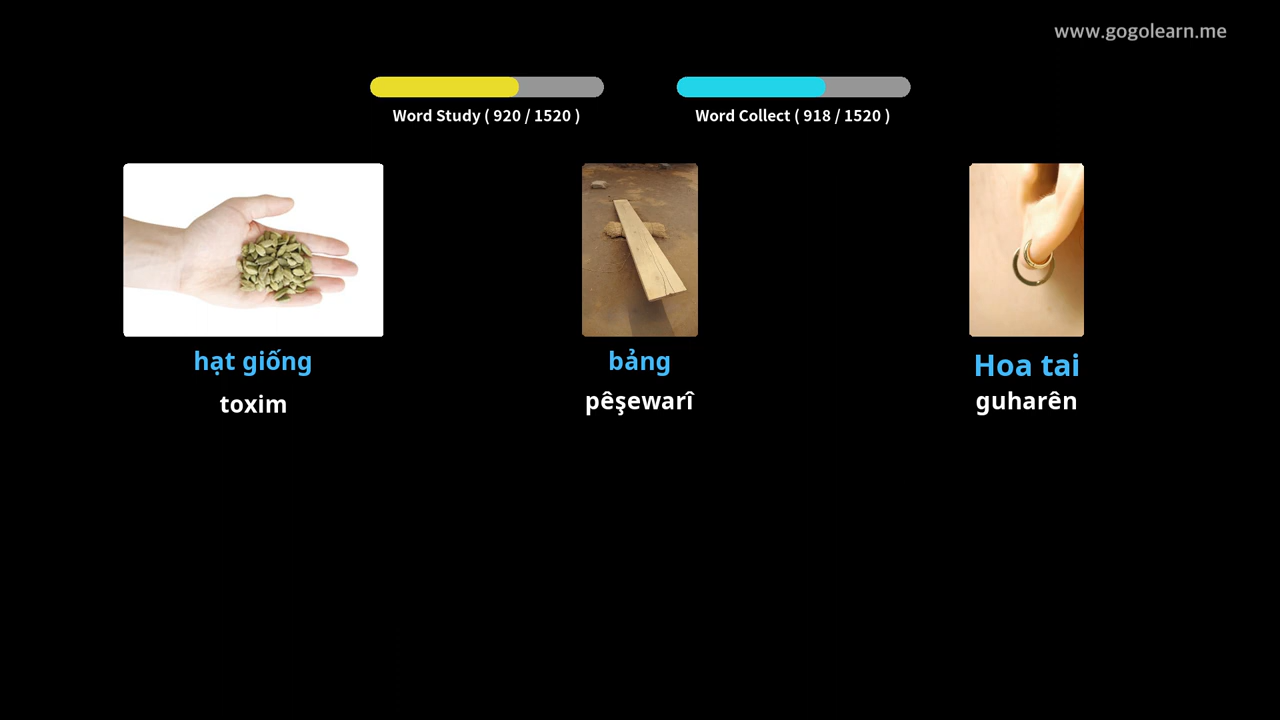 www.gogolearn.me
Word Study ( 920 / 1520 )
Word Collect ( 918 / 1520 )
hạt giống
toxim
bảng
pêşewarî
Hoa tai
guharên